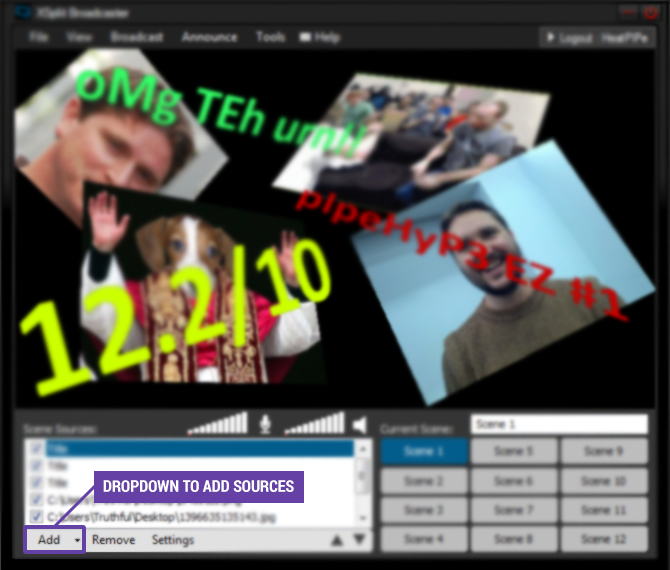 XSplit Broadcaster
File View Broadcast Announce Tools Help
Logout
oMg TEh urn!!
pIpeHyP3 EZ #1
12.2/10
Scene Sources:
Current Scene:
Scene 1
Title
Title
Title
C:\Users\Truthful\Desktop\1396635135143.jpg
DROPDOWN TO ADD SOURCES
Add Remove Settings
Scene 1 Scene 5 Scene 9
Scene 2 Scene 6 Scene 10
Scene 3 Scene 7 Scene 11
Scene 4 Scene 8 Scene 12